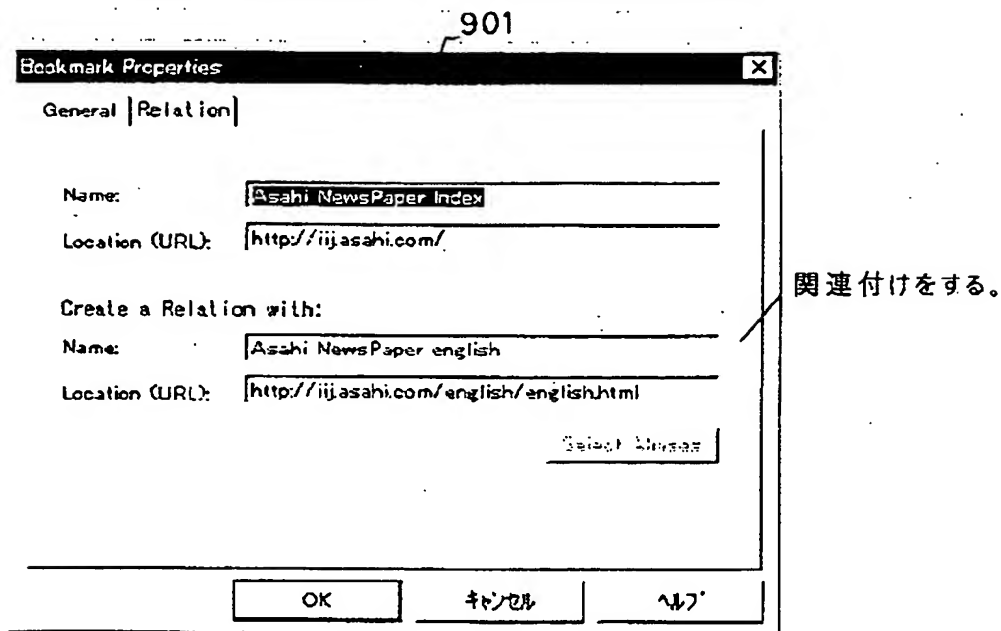 901
Bookmark Properties
General Relation
Name: Asahi NewsPaper Index
Location (URL): http://iij.asahi.com/
Create a Relation with:
関連付けをする。
Name: Asahi NewsPaper english
Location (URL): http://iij.asahi.com/english/english.html
Select
OK キャンセル ヘルプ